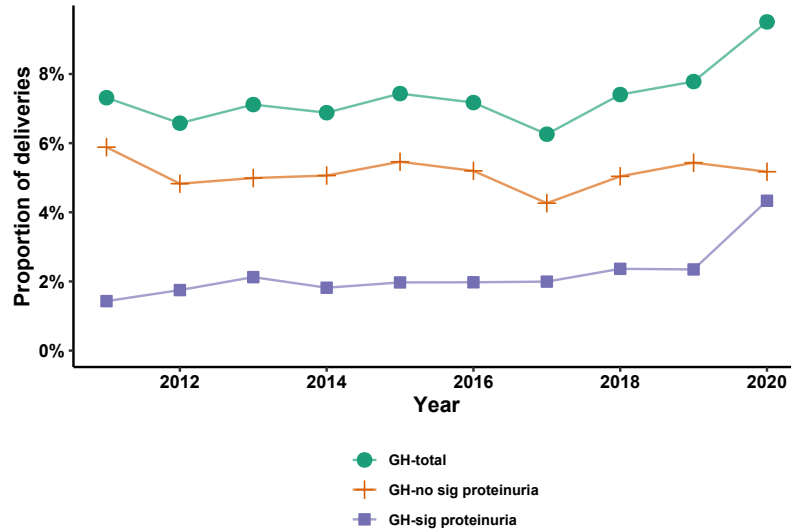 Proportion of deliveries
8%
6%
4%
2%
0%
2012 2014 2016 2018 2020
Year
GH-total
GH-no sig proteinuria
GH-sig proteinuria